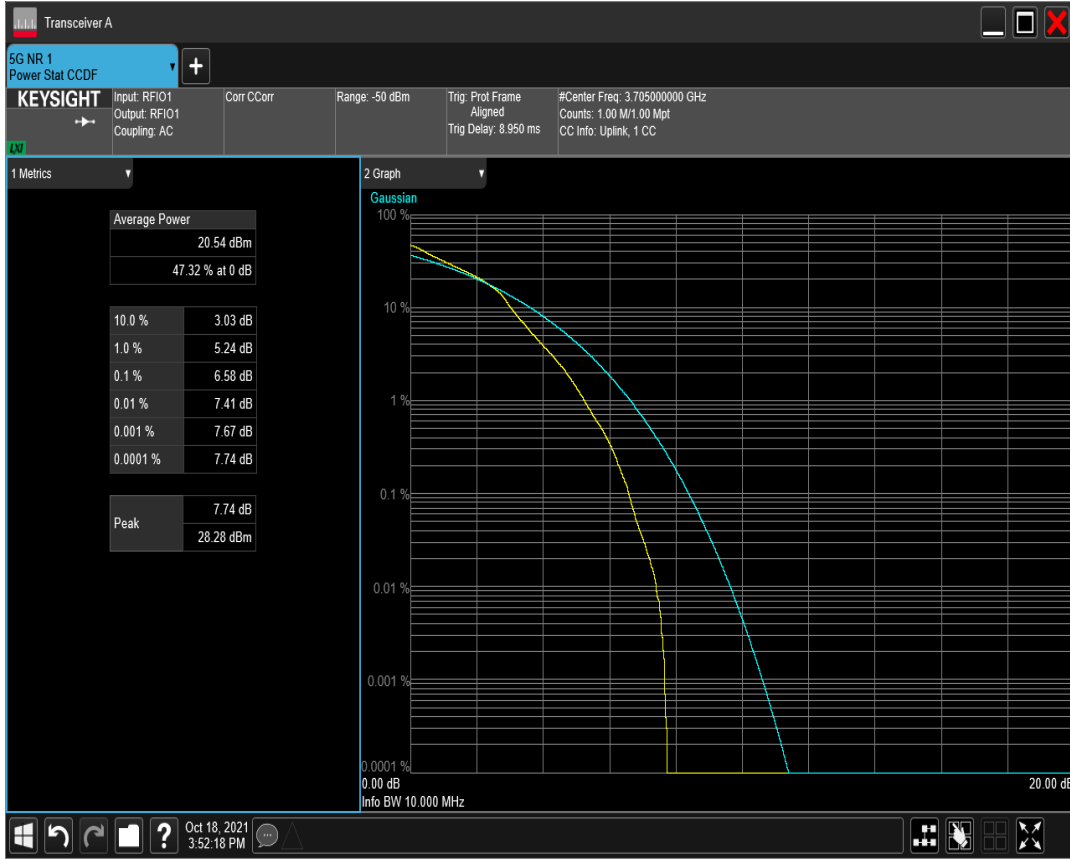 Transceiver A
5G NR 1
Power Stat CCDF
KEYSIGHT
LXI
Input: RFIO1
Output: RFIO1
Coupling: AC
Corr CCorr
Range: -50 dBm
Trig: Prot Frame
Aligned
Trig Delay: 8.950 ms
#Center Freq: 3.705000000 GHz
Counts: 1.00 M/1.00 Mpt
CC Info: Uplink, 1 CC
1 Metrics
Average Power
20.54 dBm
47.32 % at 0 dB
10.0 % 3.03 dB
1.0 % 5.24 dB
0.1 % 6.58 dB
0.01 % 7.41 dB
0.001 % 7.67 dB
0.0001 % 7.74 dB
Peak
7.74 dB
28.28 dBm
2 Graph
Gaussian
100 %
10 %
1 %
0.1 %
0.01 %
0.001 %
0.0001 %
0.00 dB 20.00 dB
Info BW 10.000 MHz
Oct 18, 2021
3:52:18 PM